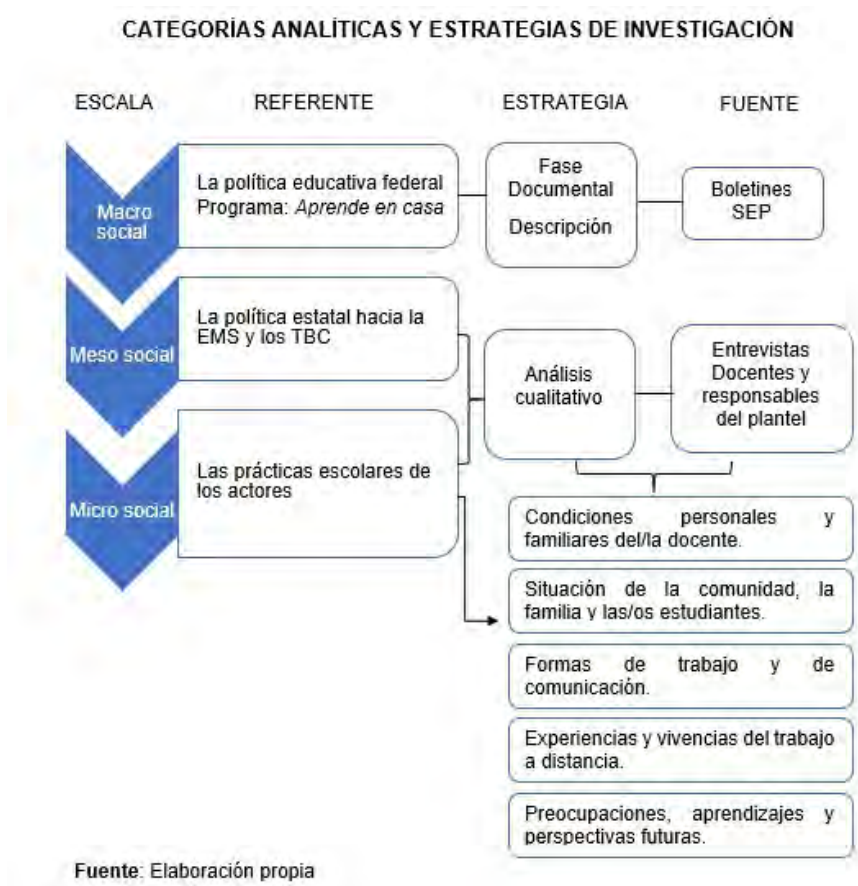 CATEGORÍAS ANALÍTICAS Y ESTRATEGIAS DE INVESTIGACIÓN
ESCALA
REFERENTE
ESTRATEGIA
FUENTE
Macro
social
La política educativa federal
Programa: Aprende en casa
Fase
Documental
Descripción
Boletines
SEP
Meso social
La política estatal hacia la
EMS y los TBC
Análisis
cualitativo
Entrevistas
Docentes y
responsables
del plantel
Micro social
Las prácticas escolares de
los actores
Condiciones personales y
familiares del/la docente.
Situación de la comunidad, la
familia y las/os estudiantes.
Formas de trabajo y de
comunicación.
Experiencias y vivencias del trabajo
a distancia.
Preocupaciones, aprendizajes y
perspectivas futuras.
Fuente: Elaboración propia